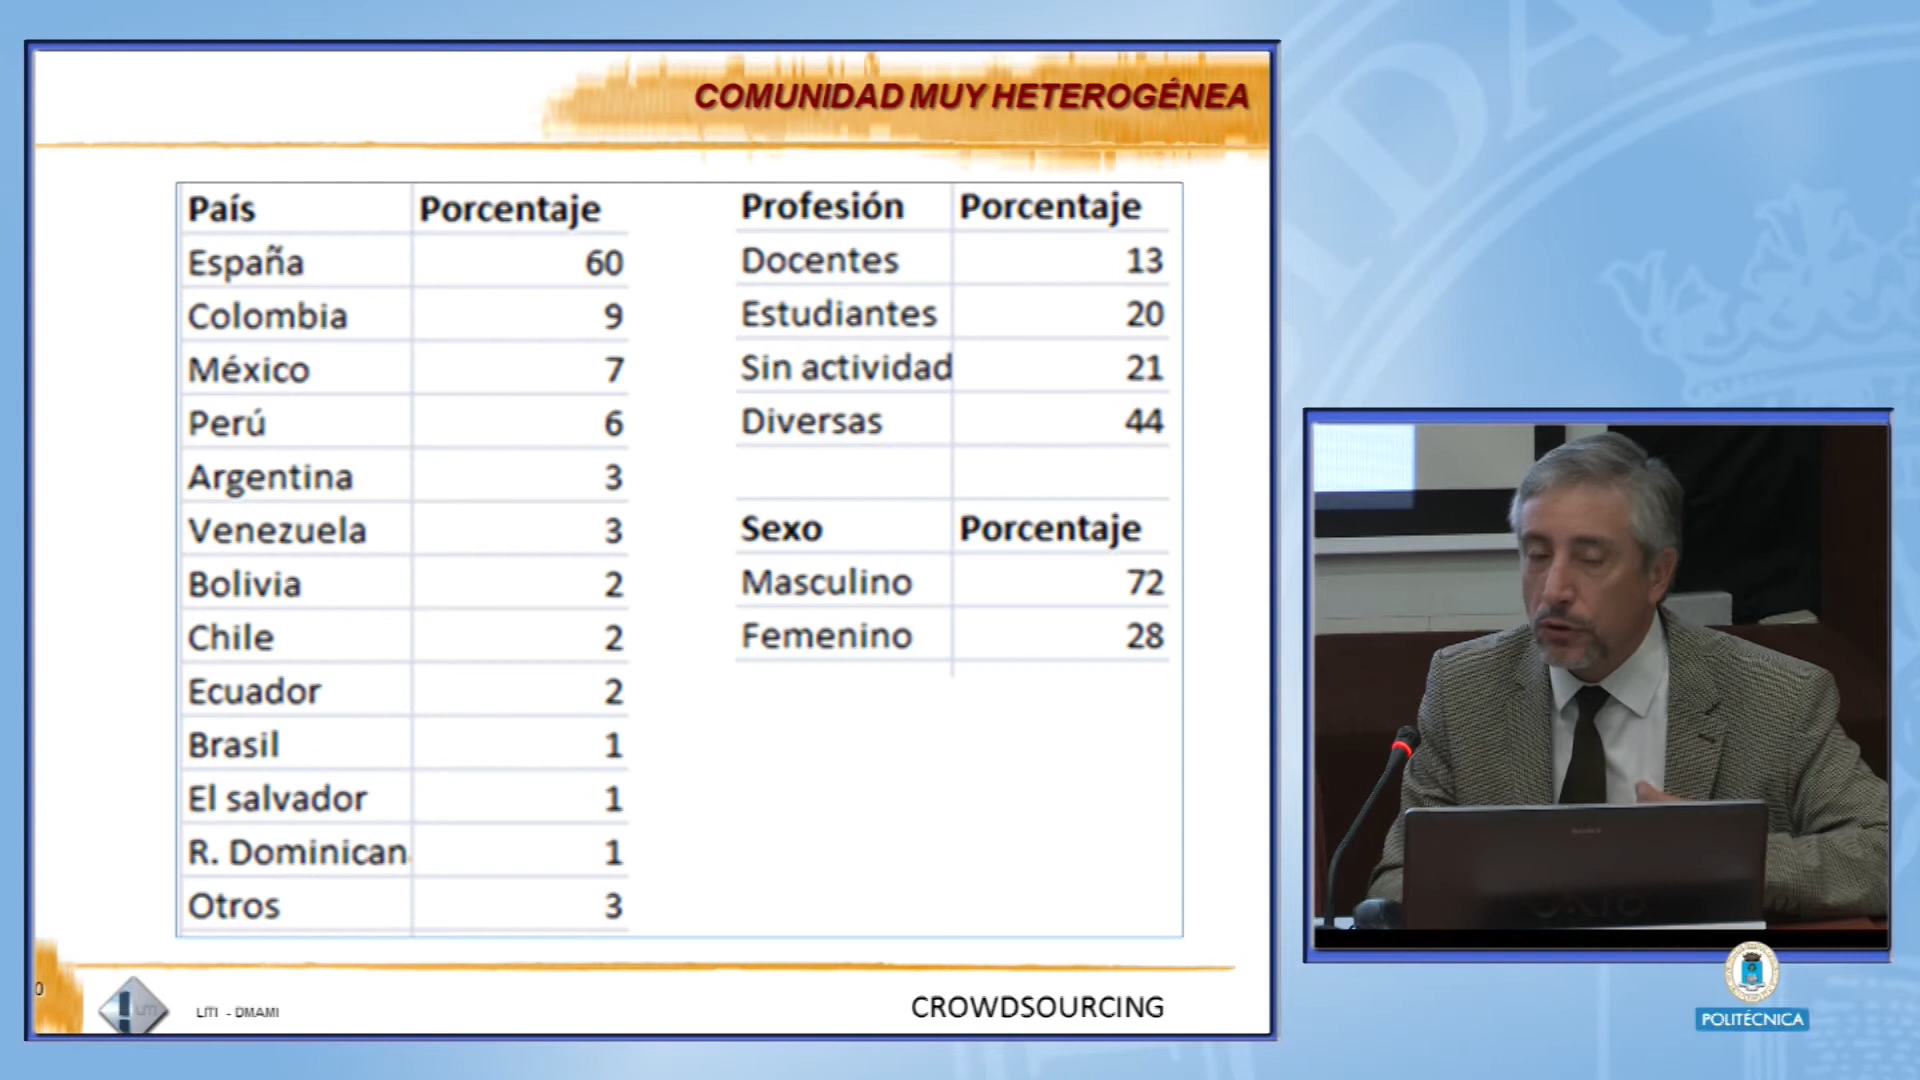 COMUNIDAD MUY HETEROGÉNEA
País Porcentaje
España 60
Colombia 9
México 7
Perú 6
Argentina 3
Venezuela 3
Bolivia 2
Chile 2
Ecuador 2
Brasil 1
El salvador 1
R. Dominican
1
Otros 3
Profesión Porcentaje
Docentes 13
Estudiantes 20
Sin actividad 21
Diversas 44
Sexo Porcentaje
Masculino 72
Femenino 28
0
LITI - DMAMI
CROWDSOURCING
POLITÉCNICA